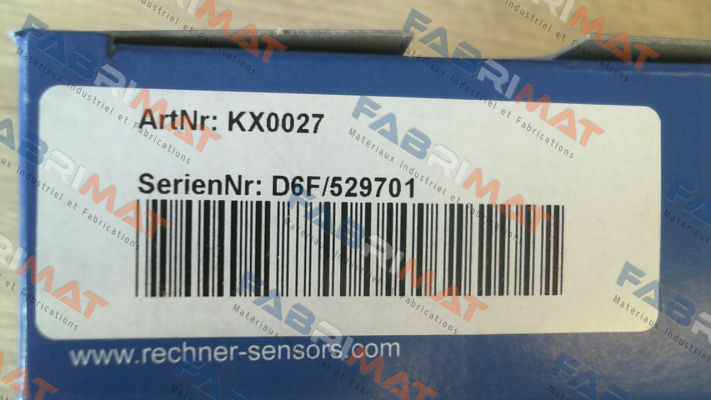 ArtNr: KX0027
SerienNr: D6F/529701
www.rechner-sensors.com
FABRIMAT
Matériaux Industriel et Fabrications